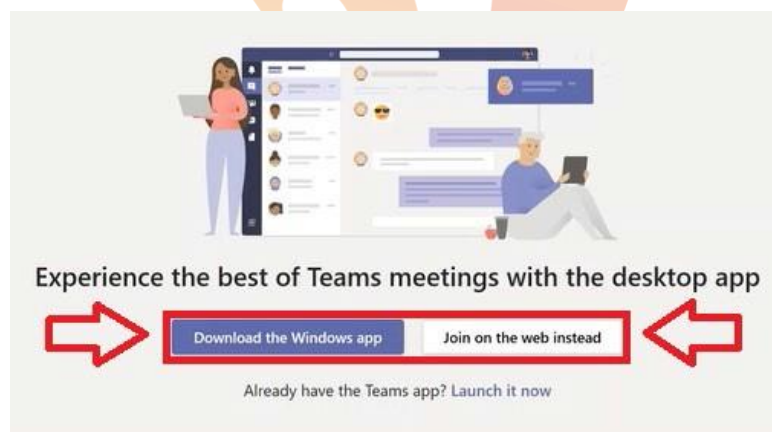 Experience the best of Teams meetings with the desktop app
Download the Windows app
Join on the web instead
Already have the Teams app? Launch it now